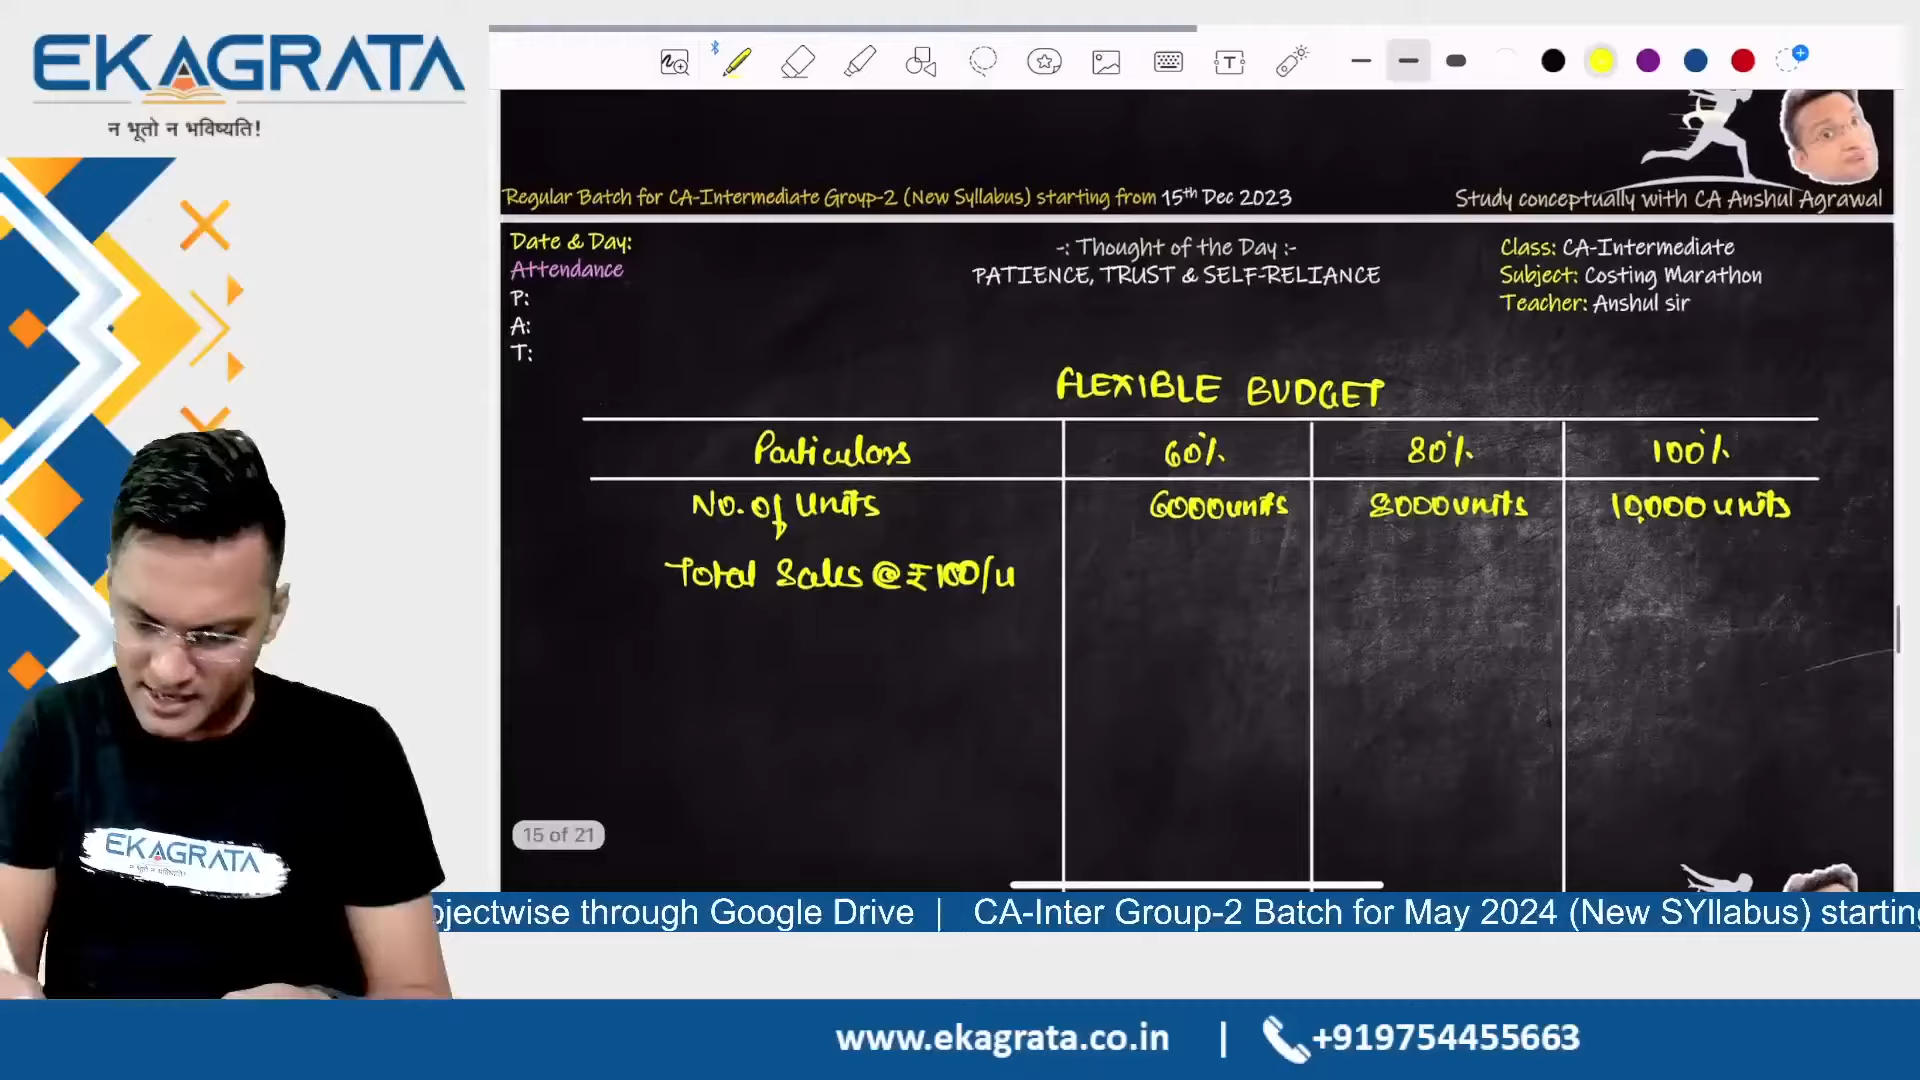 EKAGRATA
न भूतो न भविष्यति!
Regular Batch for CA-Intermediate Group-2 (New Syllabus) starting from 15th Dec 2023
Study conceptually with CA Anshul Agrawal
Date & Day:
Attendance
P:
A:
T:
-: Thought of the Day :-
PATIENCE, TRUST & SELF-RELIANCE
Class: CA-Intermediate
Subject: Costing Marathon
Teacher: Anshul sir
FLEXIBLE BUDGET
Particulars 60% 80% 100%
No. of Units 6000 units 8000 units 10,000 units
Total Sales @ ₹100/u
15 of 21
EKAGRATA
bjectwise through Google Drive | CA-Inter Group-2 Batch for May 2024 (New SYllabus) starting
www.ekagrata.co.in | +919754455663